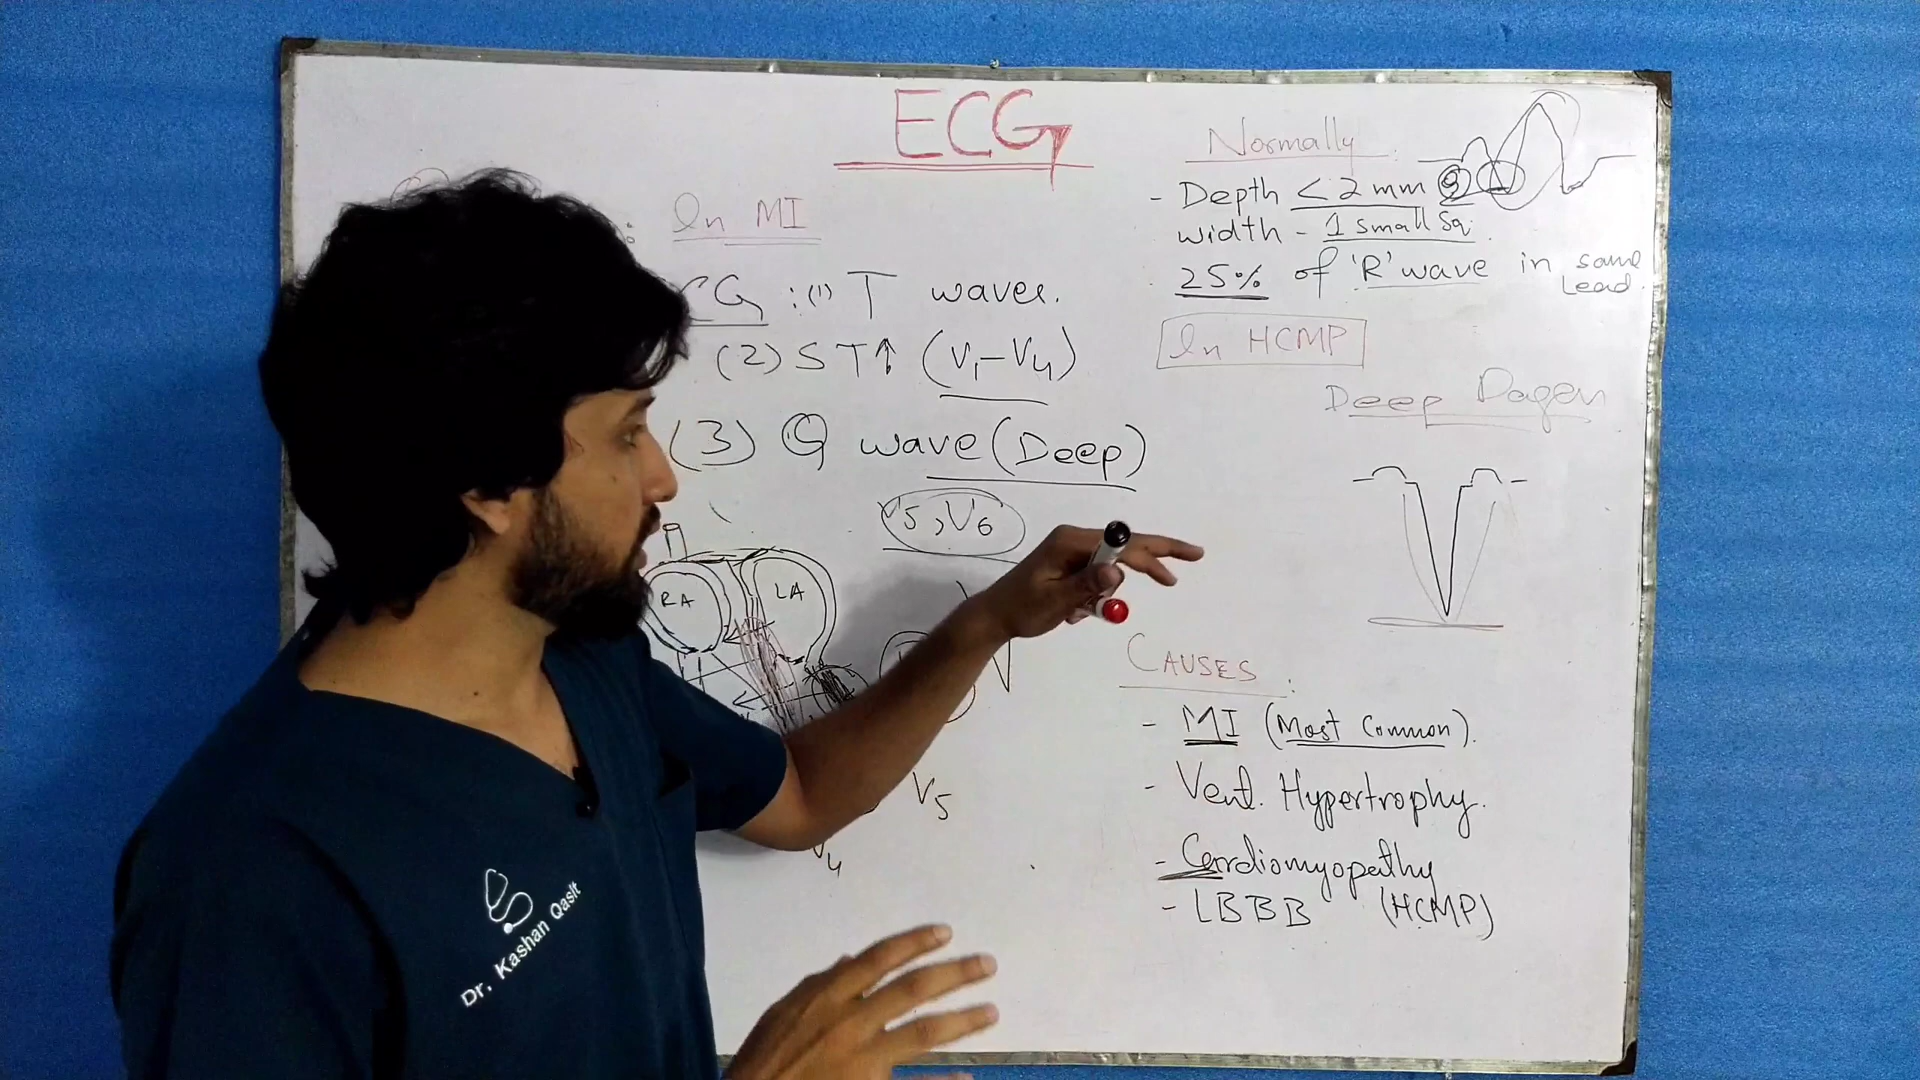 ECG
In MI
CG : (1) T waves.
(2) ST↑ (V1-V4)
(3) Q wave (Deep)
V5, V6
RA
LA
V5
V4
Normally
- Depth < 2 mm
width - 1 small Sq.
25% of 'R' wave in same Lead.
In HCMP
Deep
CAUSES :
- MI (Most Common).
- Vent. Hypertrophy.
- Cardiomyopathy
(HCMP)
- LBBB
Dr. Kashan Qasit